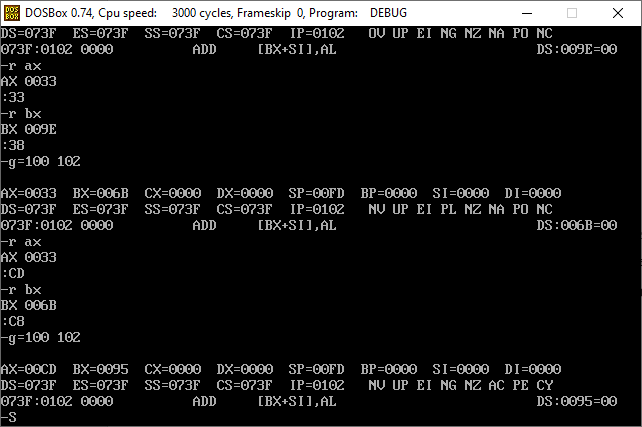 DOSBox 0.74, Cpu speed: 3000 cycles, Frameskip 0, Program: DEBUG
DS=073F ES=073F SS=073F CS=073F IP=0102 OV UP EI NG NZ NA PO NC
073F:0102 0000 ADD [BX+SI],AL DS:009E=00
-r ax
AX 0033
:33
-r bx
BX 009E
:38
-g=100 102
AX=0033 BX=006B CX=0000 DX=0000 SP=00FD BP=0000 SI=0000 DI=0000
DS=073F ES=073F SS=073F CS=073F IP=0102 NV UP EI PL NZ NA PO NC
073F:0102 0000 ADD [BX+SI],AL DS:006B=00
-r ax
AX 0033
:CD
-r bx
BX 006B
:C8
-g=100 102
AX=00CD BX=0095 CX=0000 DX=0000 SP=00FD BP=0000 SI=0000 DI=0000
DS=073F ES=073F SS=073F CS=073F IP=0102 NV UP EI NG NZ AC PE CY
073F:0102 0000 ADD [BX+SI],AL DS:0095=00
-S